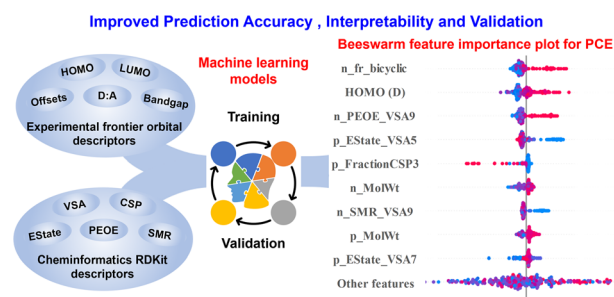 Improved Prediction Accuracy , Interpretability and Validation
HOMO
LUMO
Offsets
D:A
Bandgap
Experimental frontier orbital
descriptors
VSA
CSP
EState
PEOE
SMR
Cheminformatics RDKit
descriptors
Machine learning
models
Training
Validation
Beeswarm feature importance plot for PCE
n_fr_bicyclic
HOMO (D)
n_PEOE_VSA9
p_EState_VSA5
p_FractionCSP3
n_MolWt
n_SMR_VSA9
p_MolWt
p_EState_VSA7
Other features